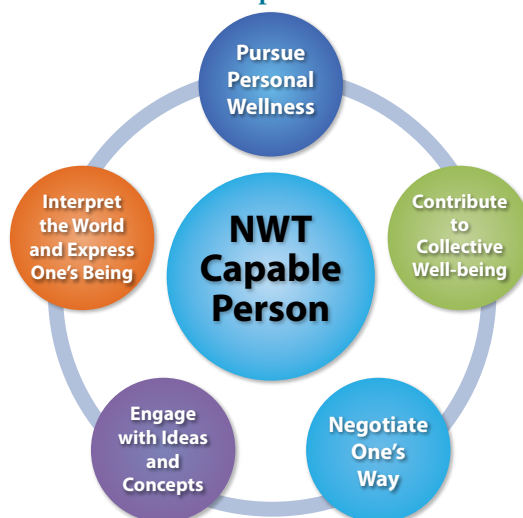 Pursue
Personal
Wellness
Interpret
the World
and Express
One's Being
NWT
Capable
Person
Contribute
to
Collective
Well-being
Engage
with Ideas
and
Concepts
Negotiate
One's
Way